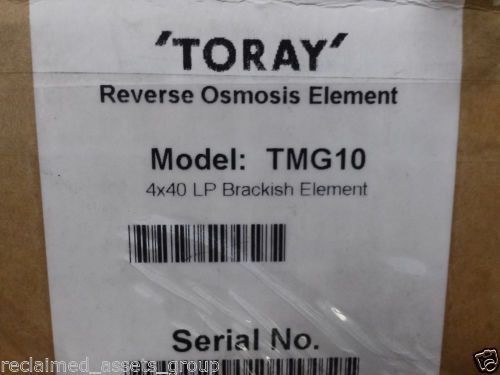 'TORAY'
Reverse Osmosis Element
Model: TMG10
4x40 LP Brackish Element
Serial No.
reclaimed_assets_group